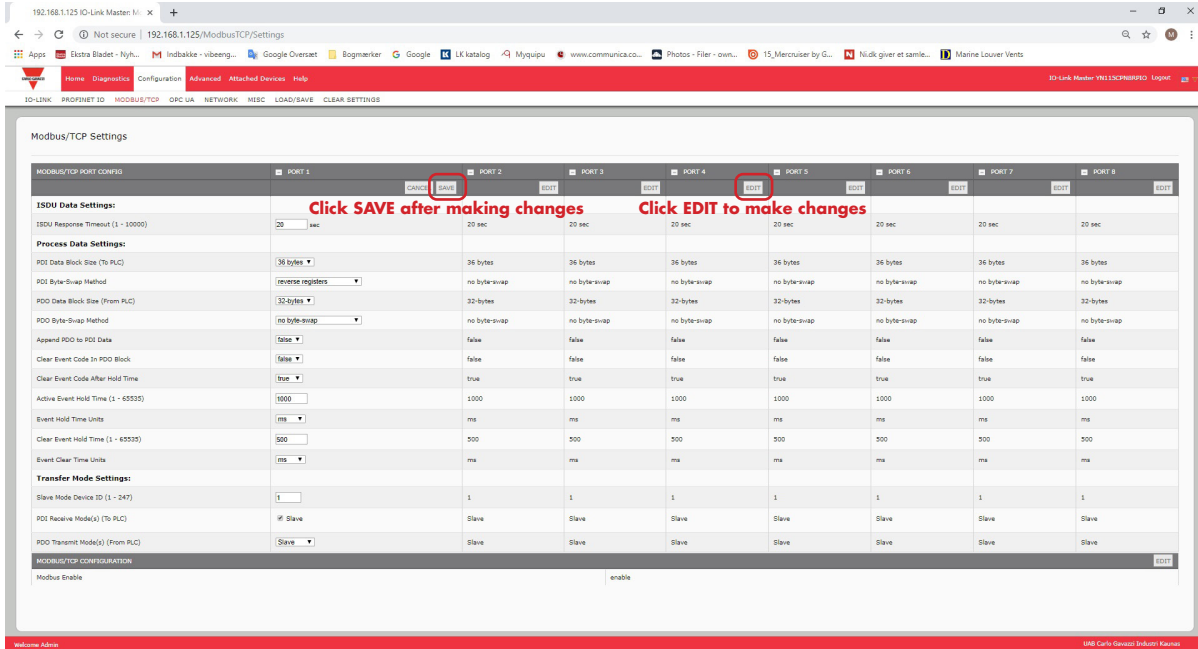 192.168.1.125 IO-Link Master: M
192.168.1.125/ModbusTCP/Settings
Not secure
Apps Ekstra Bladet - Nyh... Indbakke - vibeeng... Google Oversæt Bogmærker Google LK katalog Myquipu www.communica.co... Photos - Filer - own... 15_Mercruiser by G... Ni.dk giver et samle... Marine Louver Vents
Home Diagnostics Configuration Advanced Attached Devices Help IO-Link Master YN115CPN8RPIO Logout
IO-LINK PROFINET IO MODBUS/TCP OPC UA NETWORK MISC LOAD/SAVE CLEAR SETTINGS
Modbus/TCP Settings
MODBUS/TCP PORT CONFIG PORT 1 PORT 2 PORT 3 PORT 4 PORT 5 PORT 6 PORT 7 PORT 8
CANCEL SAVE EDIT EDIT EDIT EDIT EDIT EDIT EDIT
ISDU Data Settings:
Click SAVE after making changes Click EDIT to make changes
ISDU Response Timeout (1 - 10000) 20 sec 20 sec 20 sec 20 sec 20 sec 20 sec 20 sec 20 sec
Process Data Settings:
PDI Data Block Size (To PLC) 36 bytes 36 bytes 36 bytes 36 bytes 36 bytes 36 bytes 36 bytes 36 bytes
PDI Byte-Swap Method reverse registers no byte-swap no byte-swap no byte-swap no byte-swap no byte-swap no byte-swap no byte-swap
PDO Data Block Size (From PLC) 32-bytes 32-bytes 32-bytes 32-bytes 32-bytes 32-bytes 32-bytes 32-bytes
PDO Byte-Swap Method no byte-swap no byte-swap no byte-swap no byte-swap no byte-swap no byte-swap no byte-swap no byte-swap
Append PDO to PDI Data false false false false false false false false
Clear Event Code In PDO Block false false false false false false false false
Clear Event Code After Hold Time true true true true true true true true
Active Event Hold Time (1 - 65535) 1000 1000 1000 1000 1000 1000 1000 1000
Event Hold Time Units ms ms ms ms ms ms ms ms
Clear Event Hold Time (1 - 65535) 500 500 500 500 500 500 500 500
Event Clear Time Units ms ms ms ms ms ms ms ms
Transfer Mode Settings:
Slave Mode Device ID (1 - 247) 1 1 1 1 1 1 1 1
PDI Receive Mode(s) (To PLC) Slave Slave Slave Slave Slave Slave Slave Slave
PDO Transmit Mode(s) (From PLC) Slave Slave Slave Slave Slave Slave Slave Slave
MODBUS/TCP CONFIGURATION EDIT
Modbus Enable enable
Welcome Admin UAB Carlo Gavazzi Industri Kaunas